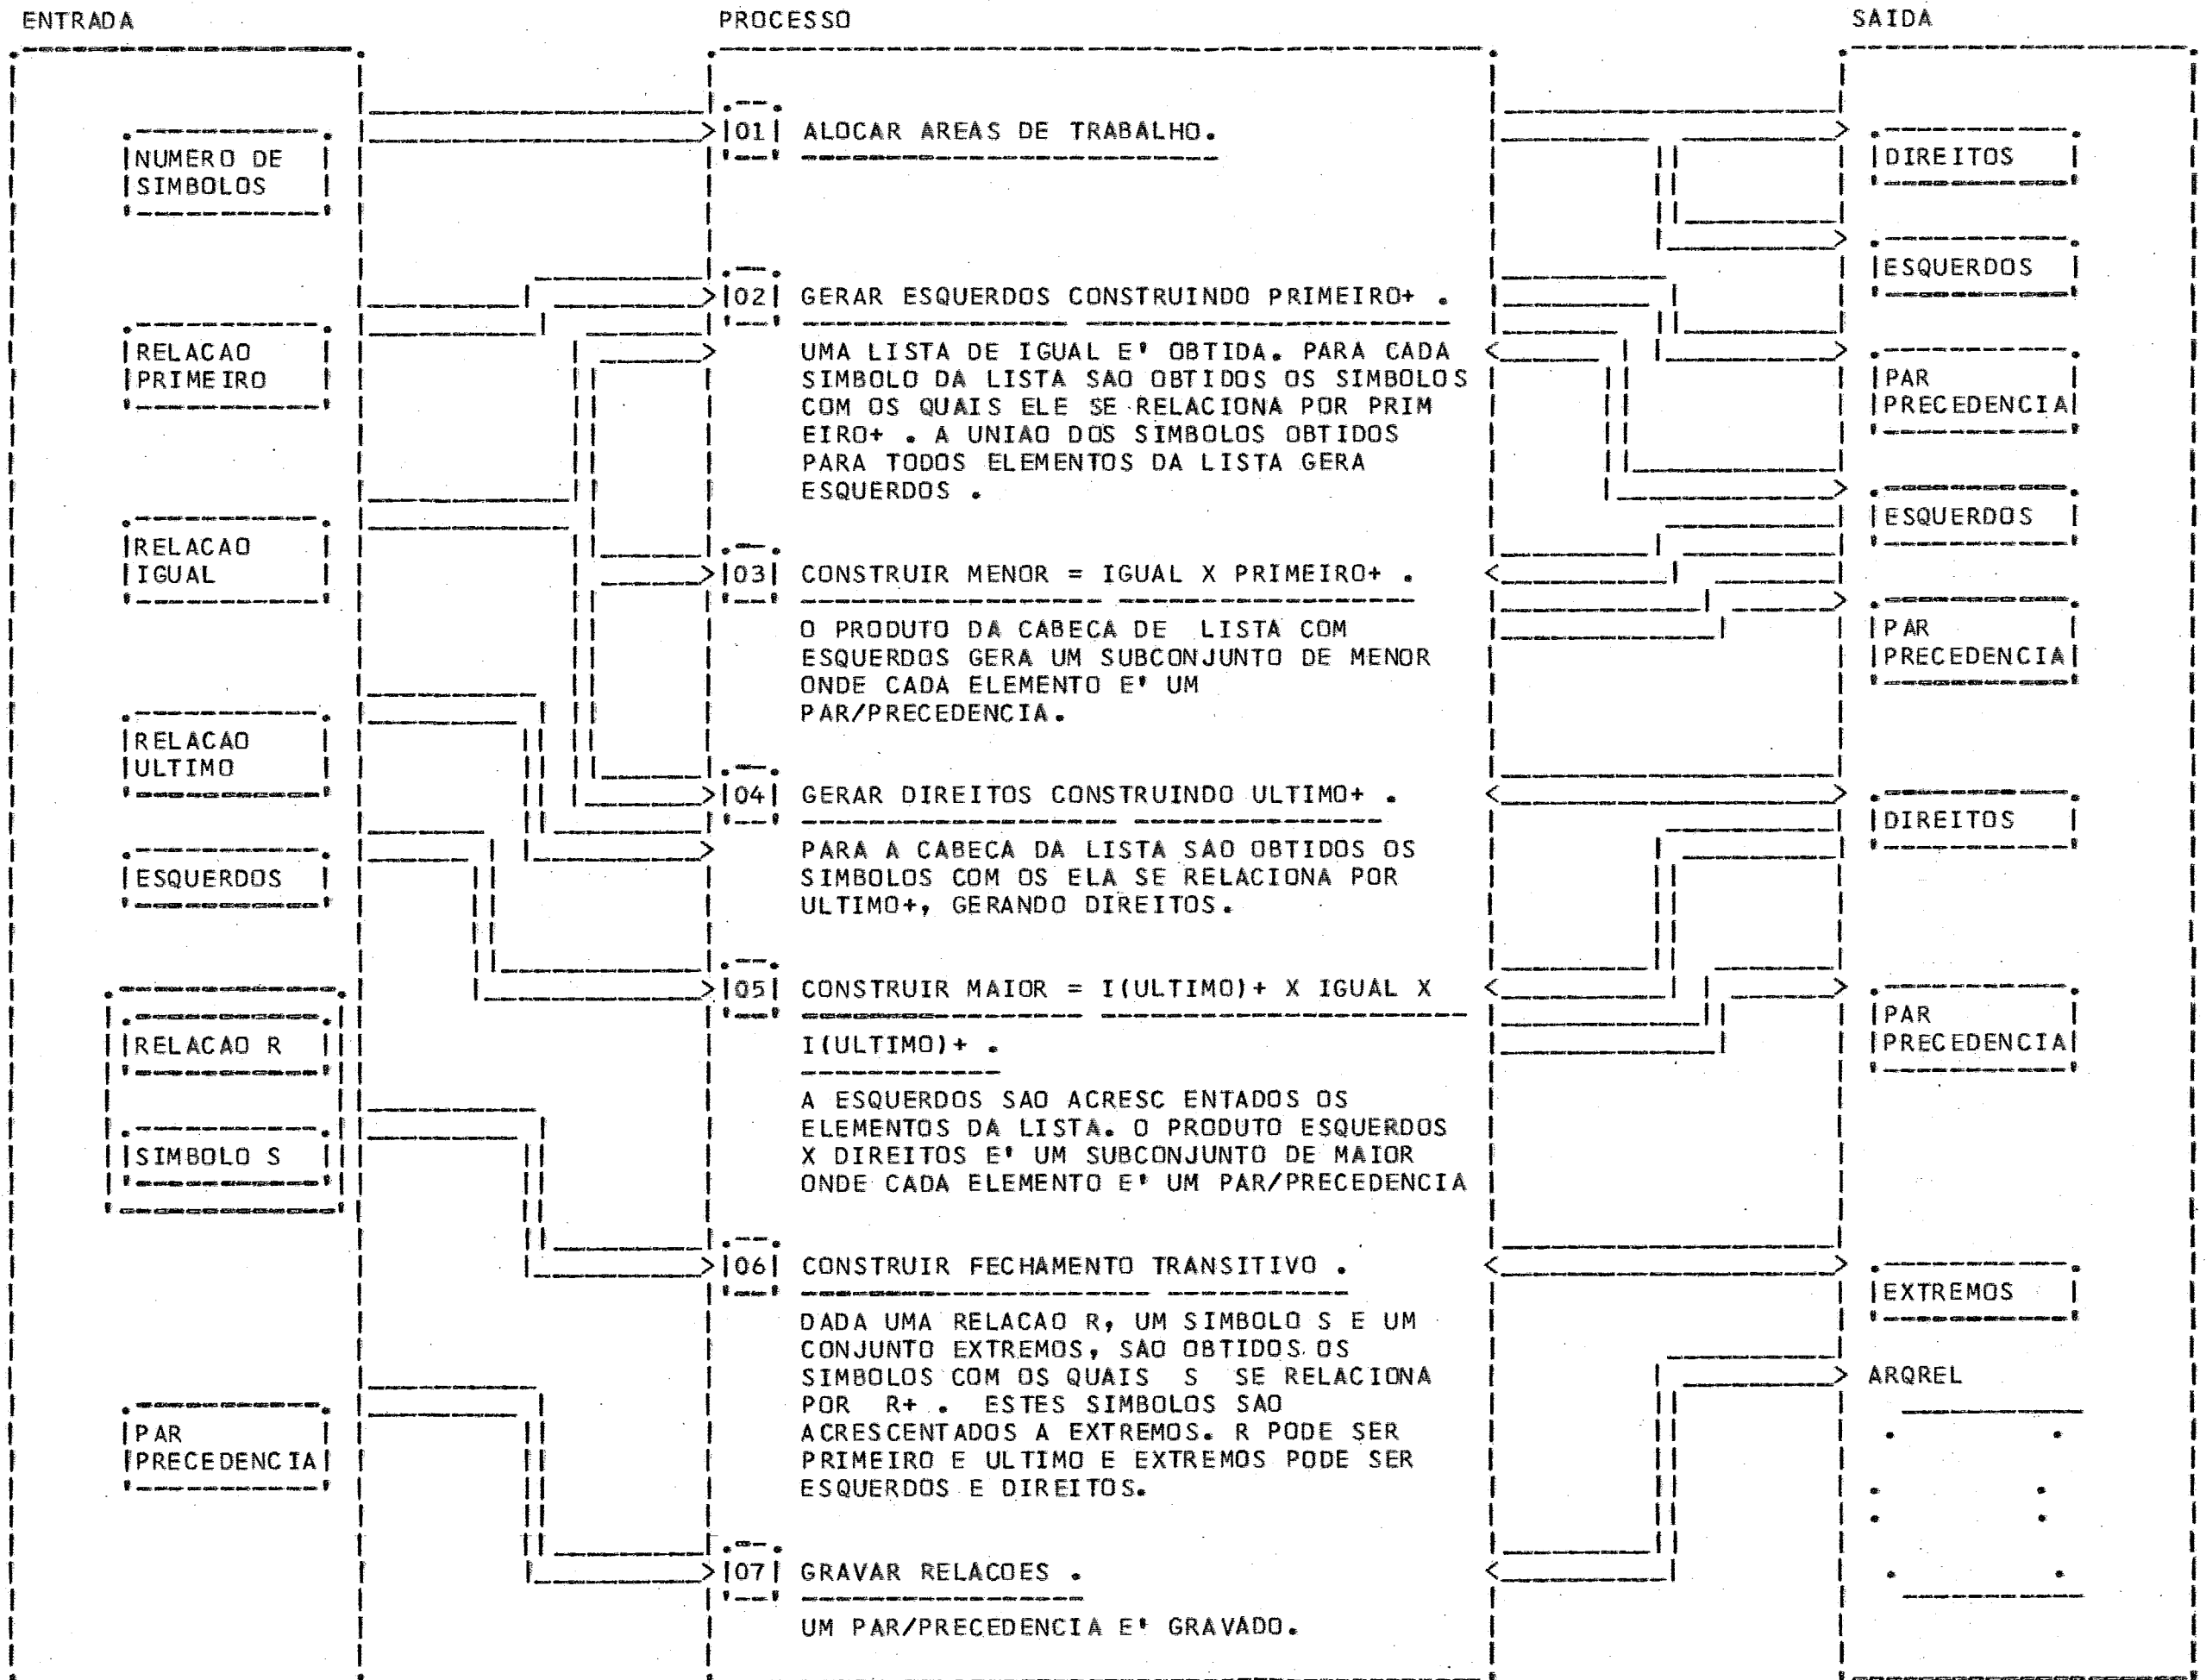 ENTRADA
PROCESSO
SAIDA
NUMERO DE
SIMBOLOS
RELACAO
PRIMEIRO
RELACAO
IGUAL
RELACAO
ULTIMO
ESQUERDOS
RELACAO R
SIMBOLO S
PAR
PRECEDENCIA
01 ALOCAR AREAS DE TRABALHO.
02 GERAR ESQUERDOS CONSTRUINDO PRIMEIRO+ .
UMA LISTA DE IGUAL E' OBTIDA. PARA CADA
SIMBOLO DA LISTA SAO OBTIDOS OS SIMBOLOS
COM OS QUAIS ELE SE RELACIONA POR PRIM
EIRO+ . A UNIAO DOS SIMBOLOS OBTIDOS
PARA TODOS ELEMENTOS DA LISTA GERA
ESQUERDOS .
03 CONSTRUIR MENOR = IGUAL X PRIMEIRO+ .
O PRODUTO DA CABECA DE LISTA COM
ESQUERDOS GERA UM SUBCONJUNTO DE MENOR
ONDE CADA ELEMENTO E' UM
PAR/PRECEDENCIA.
04 GERAR DIREITOS CONSTRUINDO ULTIMO+ .
PARA A CABECA DA LISTA SAO OBTIDOS OS
SIMBOLOS COM OS ELA SE RELACIONA POR
ULTIMO+, GERANDO DIREITOS.
05 CONSTRUIR MAIOR = I(ULTIMO)+ X IGUAL X
I(ULTIMO)+ .
A ESQUERDOS SAO ACRESC ENTADOS OS
ELEMENTOS DA LISTA. O PRODUTO ESQUERDOS
X DIREITOS E' UM SUBCONJUNTO DE MAIOR
ONDE CADA ELEMENTO E' UM PAR/PRECEDENCIA
06 CONSTRUIR FECHAMENTO TRANSITIVO .
DADA UMA RELACAO R, UM SIMBOLO S E UM
CONJUNTO EXTREMOS, SAO OBTIDOS OS
SIMBOLOS COM OS QUAIS S SE RELACIONA
POR R+ . ESTES SIMBOLOS SAO
ACRESCENTADOS A EXTREMOS. R PODE SER
PRIMEIRO E ULTIMO E EXTREMOS PODE SER
ESQUERDOS E DIREITOS.
07 GRAVAR RELACOES .
UM PAR/PRECEDENCIA E' GRAVADO.
DIREITOS
ESQUERDOS
PAR
PRECEDENCIA
ESQUERDOS
PAR
PRECEDENCIA
DIREITOS
PAR
PRECEDENCIA
EXTREMOS
ARQREL